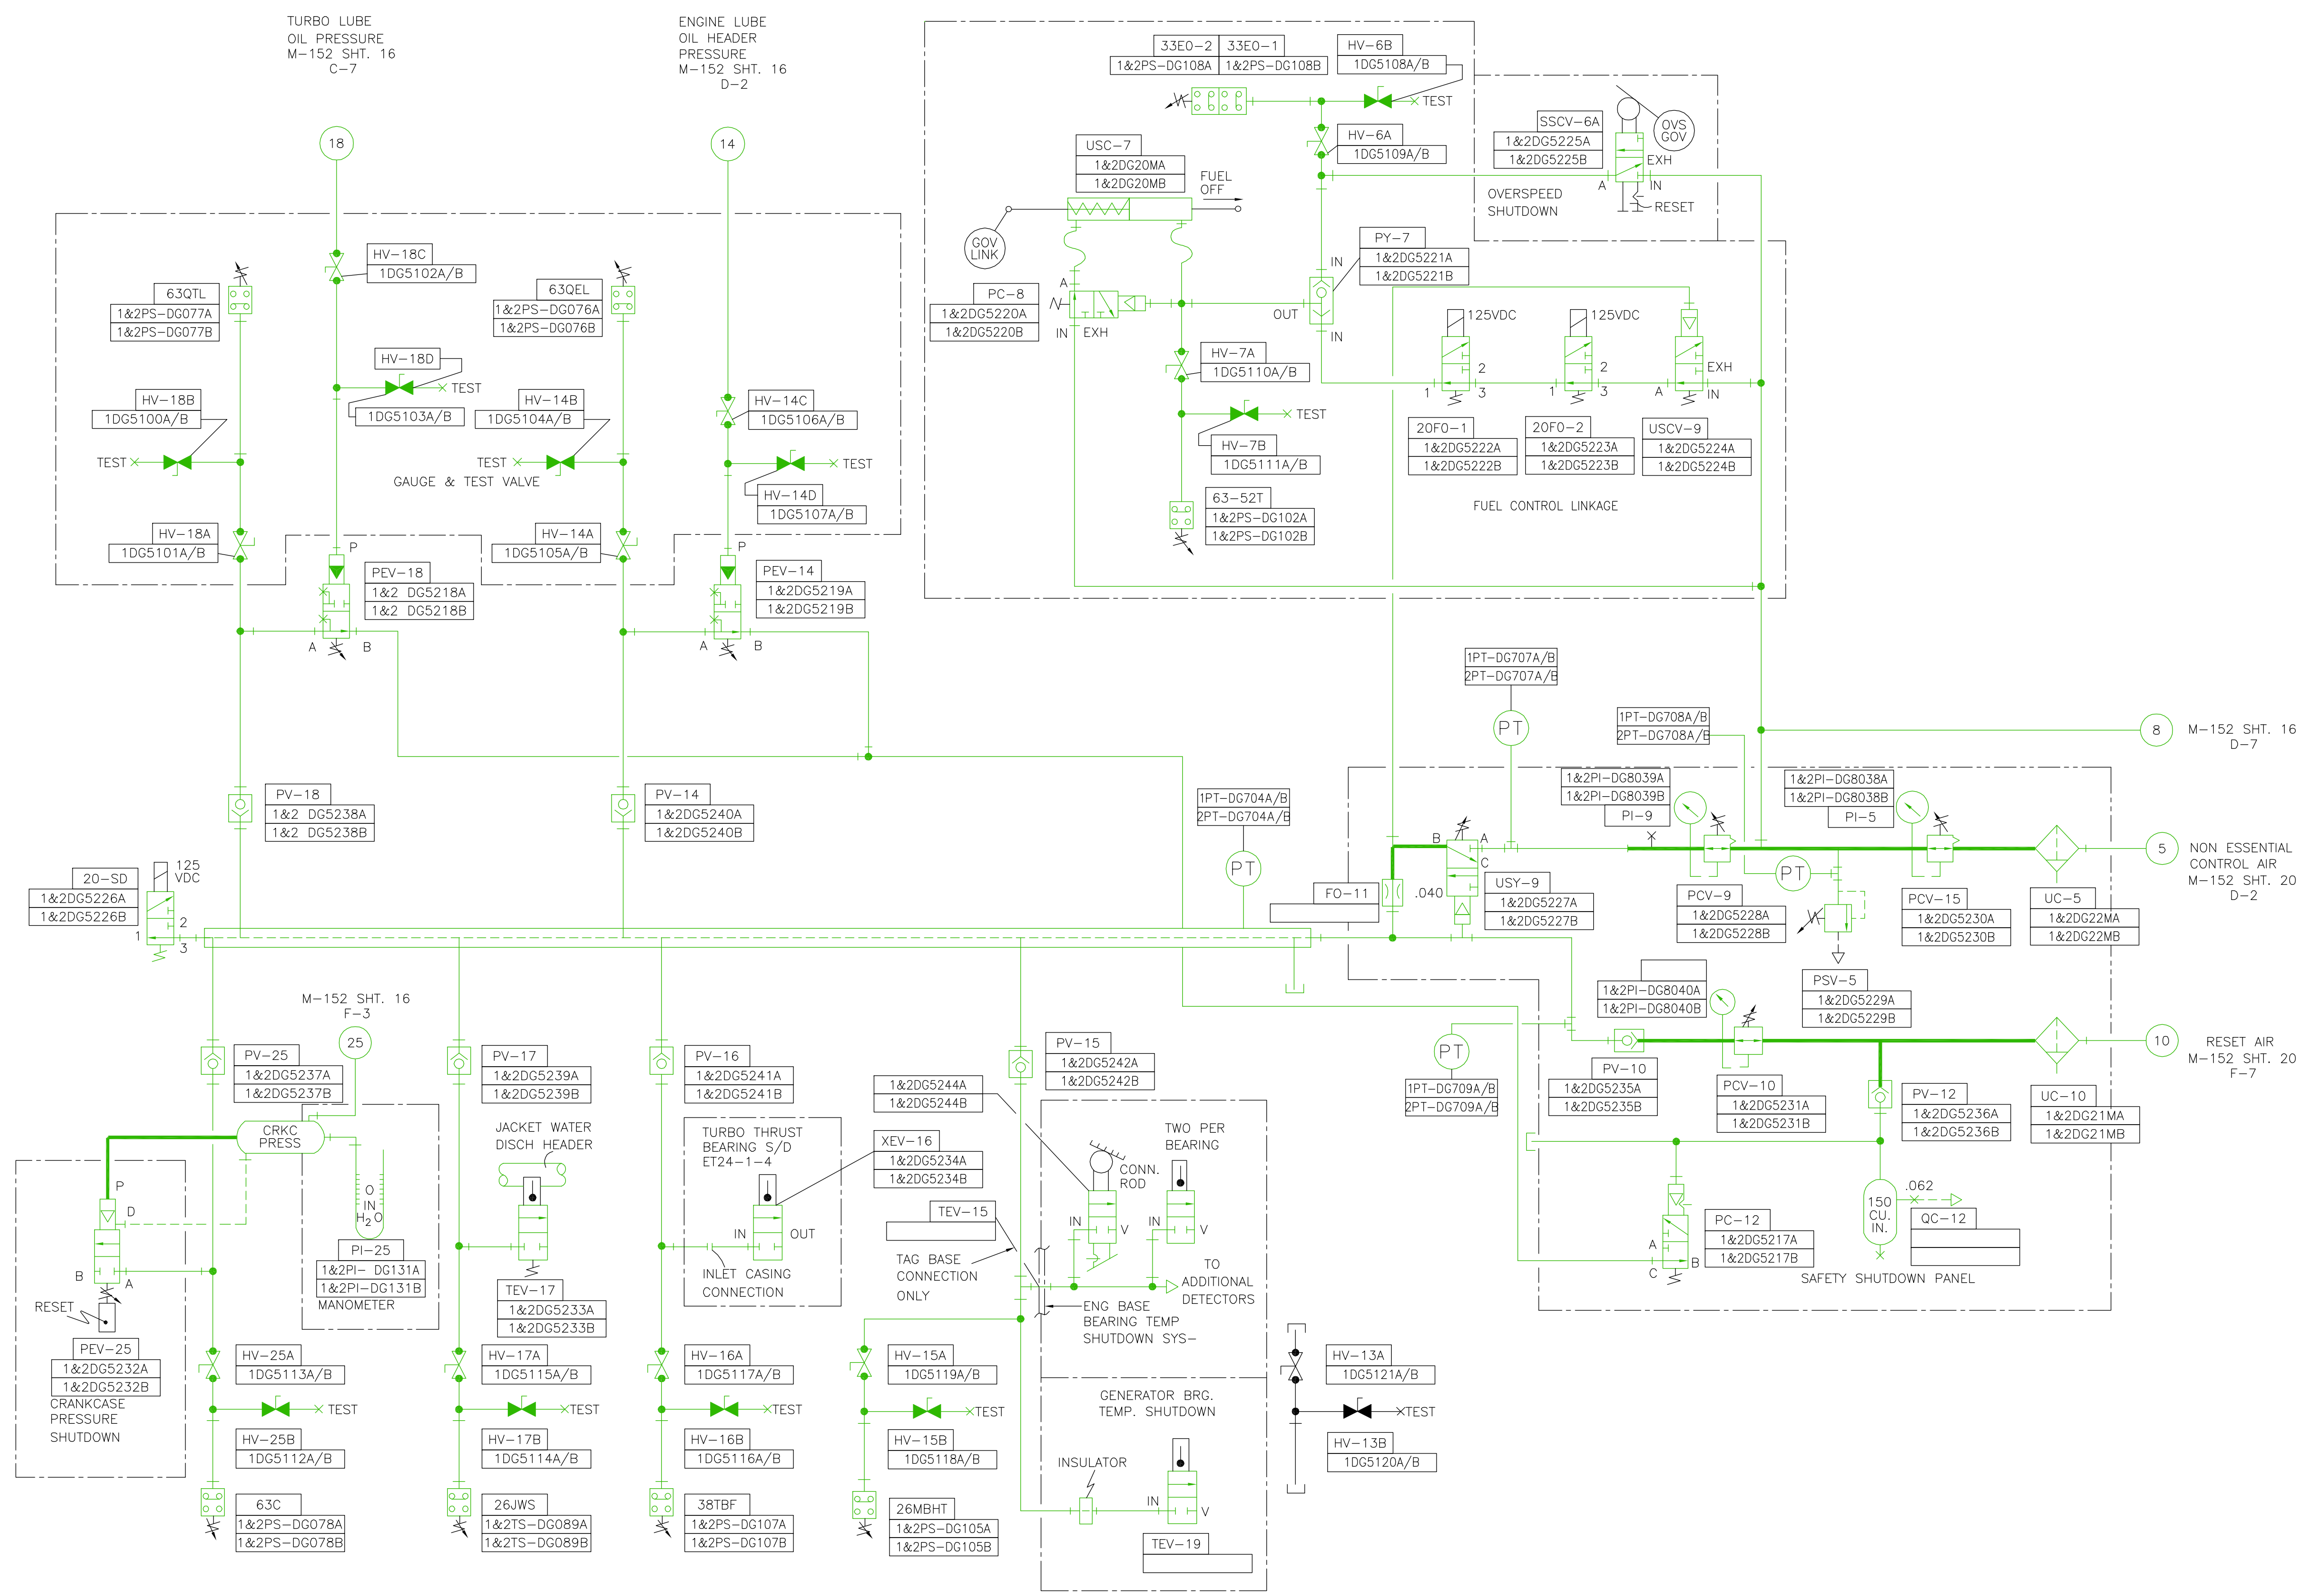 TURBO LUBE
OIL PRESSURE
M-152 SHT. 16
C-7
ENGINE LUBE
OIL HEADER
PRESSURE
M-152 SHT. 16
D-2
18
14
HV-18C
1DG5102A/B
63QTL
1&2PS-DG077A
1&2PS-DG077B
63QEL
1&2PS-DG076A
1&2PS-DG076B
HV-18D
TEST
1DG5103A/B
HV-18B
1DG5100A/B
TEST
HV-14B
1DG5104A/B
TEST
HV-14C
1DG5106A/B
TEST
HV-14D
1DG5107A/B
GAUGE & TEST VALVE
HV-18A
1DG5101A/B
HV-14A
1DG5105A/B
P
PEV-18
1&2 DG5218A
1&2 DG5218B
A
B
P
PEV-14
1&2DG5219A
1&2DG5219B
A
B
33EO-2
33EO-1
1&2PS-DG108A
1&2PS-DG108B
HV-6B
1DG5108A/B
TEST
HV-6A
1DG5109A/B
SSCV-6A
1&2DG5225A
1&2DG5225B
OVS
GOV
EXH
A
IN
RESET
OVERSPEED
SHUTDOWN
USC-7
1&2DG20MA
1&2DG20MB
FUEL
OFF
GOV
LINK
PY-7
1&2DG5221A
1&2DG5221B
IN
OUT
IN
PC-8
1&2DG5220A
1&2DG5220B
A
IN
EXH
125VDC
2
1
3
125VDC
2
1
3
EXH
A
IN
HV-7A
1DG5110A/B
TEST
HV-7B
1DG5111A/B
20FO-1
1&2DG5222A
1&2DG5222B
20FO-2
1&2DG5223A
1&2DG5223B
USCV-9
1&2DG5224A
1&2DG5224B
63-52T
1&2PS-DG102A
1&2PS-DG102B
FUEL CONTROL LINKAGE
1PT-DG707A/B
2PT-DG707A/B
PT
1PT-DG708A/B
2PT-DG708A/B
8
M-152 SHT. 16
D-7
PV-18
1&2 DG5238A
1&2 DG5238B
PV-14
1&2DG5240A
1&2DG5240B
1PT-DG704A/B
2PT-DG704A/B
PT
1&2PI-DG8039A
1&2PI-DG8039B
PI-9
1&2PI-DG8038A
1&2PI-DG8038B
PI-5
B
A
C
PT
5
NON ESSENTIAL
CONTROL AIR
M-152 SHT. 20
D-2
20-SD
1&2DG5226A
1&2DG5226B
125
VDC
2
1
3
FO-11
.040
USY-9
1&2DG5227A
1&2DG5227B
PCV-9
1&2DG5228A
1&2DG5228B
PCV-15
1&2DG5230A
1&2DG5230B
UC-5
1&2DG22MA
1&2DG22MB
1&2PI-DG8040A
1&2PI-DG8040B
PSV-5
1&2DG5229A
1&2DG5229B
M-152 SHT. 16
F-3
25
PV-25
1&2DG5237A
1&2DG5237B
PV-17
1&2DG5239A
1&2DG5239B
PV-16
1&2DG5241A
1&2DG5241B
PV-15
1&2DG5242A
1&2DG5242B
PT
1PT-DG709A/B
2PT-DG709A/B
PV-10
1&2DG5235A
1&2DG5235B
PCV-10
1&2DG5231A
1&2DG5231B
PV-12
1&2DG5236A
1&2DG5236B
UC-10
1&2DG21MA
1&2DG21MB
10
RESET AIR
M-152 SHT. 20
F-7
1&2DG5244A
1&2DG5244B
CRKC
PRESS
JACKET WATER
DISCH HEADER
TURBO THRUST
BEARING S/D
ET24-1-4
XEV-16
1&2DG5234A
1&2DG5234B
TWO PER
BEARING
CONN.
ROD
IN
V
IN
V
P
D
B
A
O
IN
H2O
PI-25
1&2PI- DG131A
1&2PI-DG131B
MANOMETER
IN
OUT
INLET CASING
CONNECTION
TEV-15
TAG BASE
CONNECTION
ONLY
TO
ADDITIONAL
DETECTORS
ENG BASE
BEARING TEMP
SHUTDOWN SYS-
PC-12
1&2DG5217A
1&2DG5217B
A
B
C
150
CU.
IN.
.062
QC-12
SAFETY SHUTDOWN PANEL
TEV-17
1&2DG5233A
1&2DG5233B
RESET
PEV-25
1&2DG5232A
1&2DG5232B
CRANKCASE
PRESSURE
SHUTDOWN
HV-25A
1DG5113A/B
TEST
HV-25B
1DG5112A/B
HV-17A
1DG5115A/B
TEST
HV-17B
1DG5114A/B
HV-16A
1DG5117A/B
TEST
HV-16B
1DG5116A/B
HV-15A
1DG5119A/B
TEST
HV-15B
1DG5118A/B
GENERATOR BRG.
TEMP. SHUTDOWN
INSULATOR
IN
V
HV-13A
1DG5121A/B
TEST
HV-13B
1DG5120A/B
63C
1&2PS-DG078A
1&2PS-DG078B
26JWS
1&2TS-DG089A
1&2TS-DG089B
38TBF
1&2PS-DG107A
1&2PS-DG107B
26MBHT
1&2PS-DG105A
1&2PS-DG105B
TEV-19